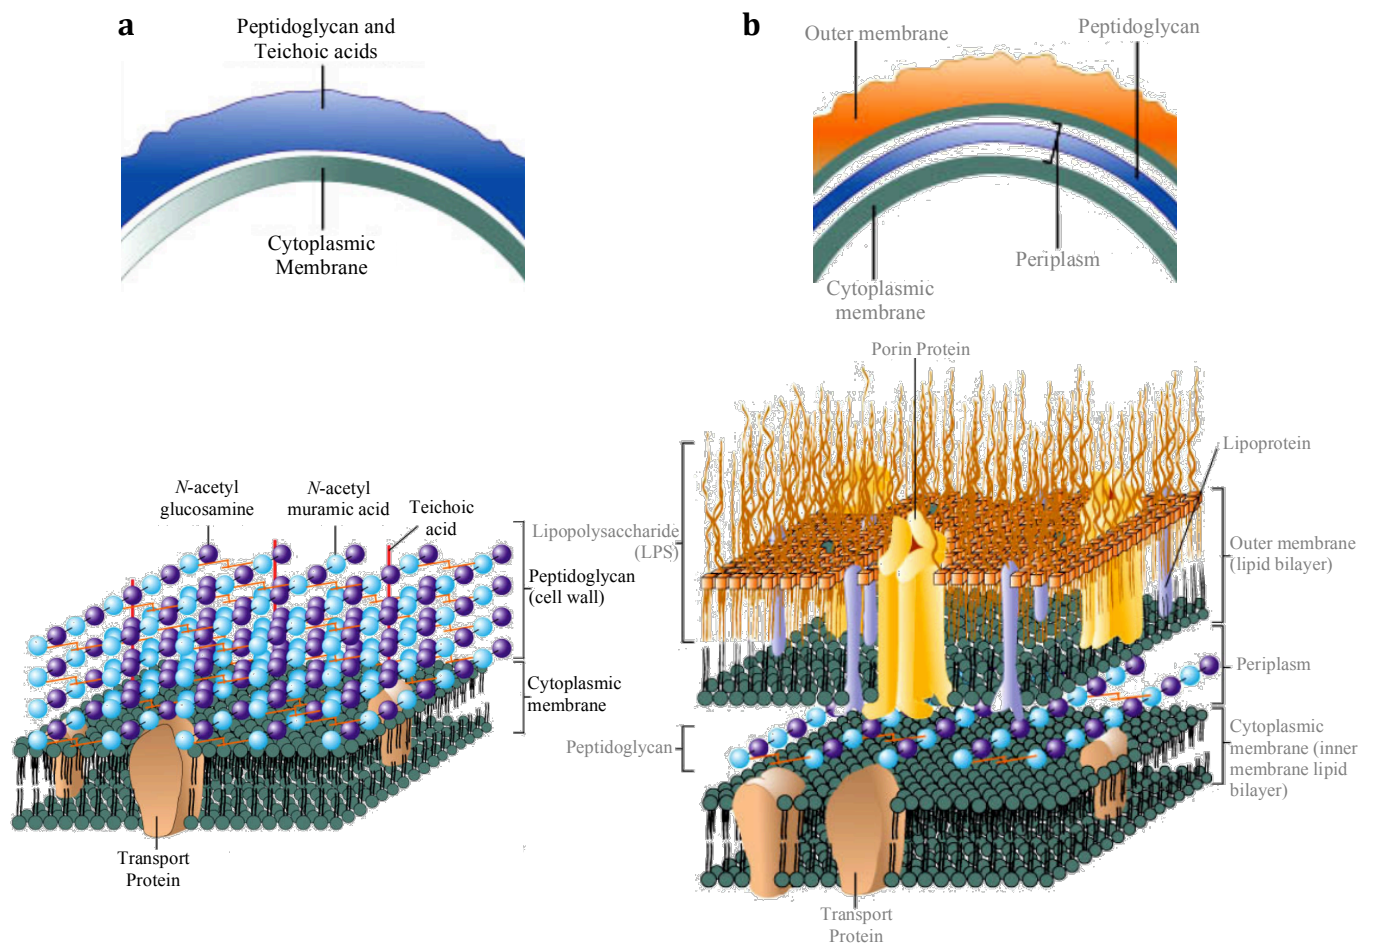 a
Peptidoglycan and
Teichoic acids
Cytoplasmic
Membrane
N-acetyl
glucosamine
N-acetyl
muramic acid
Teichoic
acid
Peptidoglycan
(cell wall)
Cytoplasmic
membrane
Transport
Protein
b
Outer membrane
Peptidoglycan
Periplasm
Cytoplasmic
membrane
Porin Protein
Lipoprotein
Lipopolysaccharide
(LPS)
Outer membrane
(lipid bilayer)
Periplasm
Peptidoglycan
Cytoplasmic
membrane (inner
membrane lipid
bilayer)
Transport
Protein